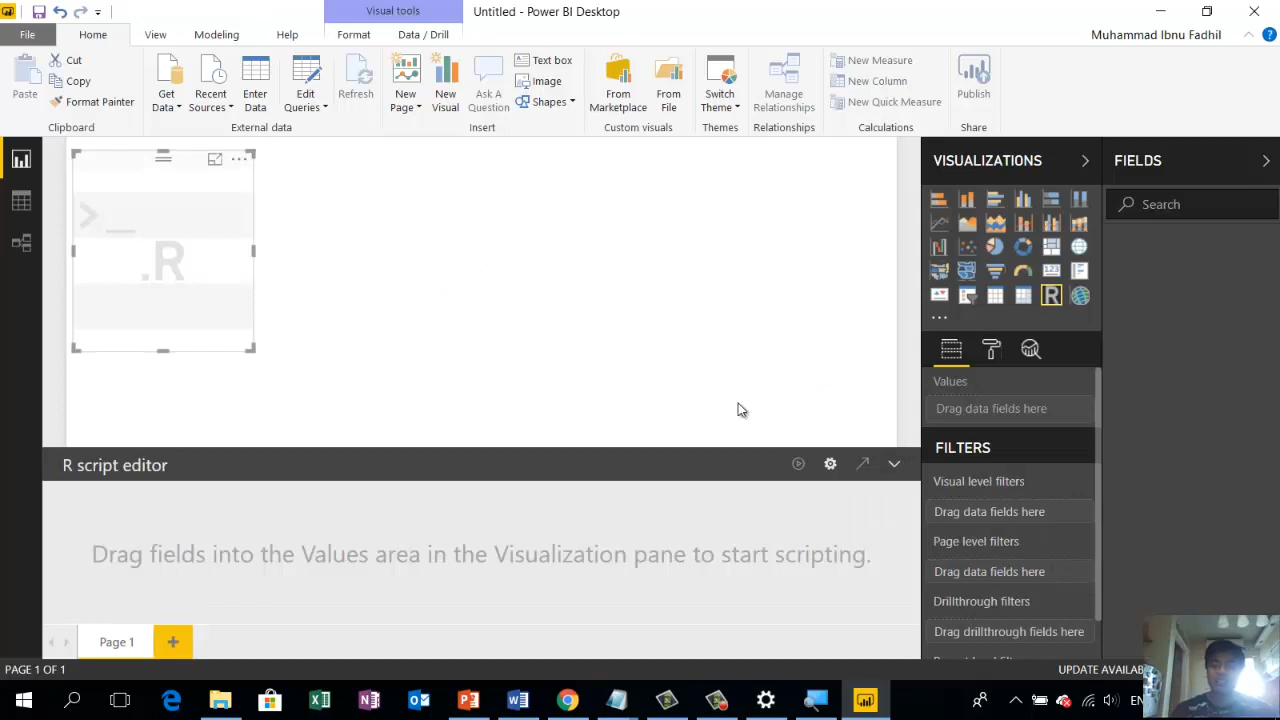 Visual tools
Untitled - Power BI Desktop
File
Home
View
Modeling
Help
Format
Data / Drill
Muhammad Ibnu Fadhil
?
Paste
Cut
Copy
Format Painter
Clipboard
Get Data
Recent Sources
Enter Data
Edit Queries
Refresh
External data
New Page
New Visual
Ask A Question
Text box
Image
Shapes
Insert
From Marketplace
From File
Custom visuals
Switch Theme
Themes
Manage Relationships
Relationships
New Measure
New Column
New Quick Measure
Calculations
Publish
Share
>_
.R
VISUALIZATIONS
FIELDS
Search
123
R
Values
Drag data fields here
FILTERS
Visual level filters
Drag data fields here
Page level filters
Drag data fields here
Drillthrough filters
Drag drillthrough fields here
R script editor
Drag fields into the Values area in the Visualization pane to start scripting.
Page 1
+
PAGE 1 OF 1